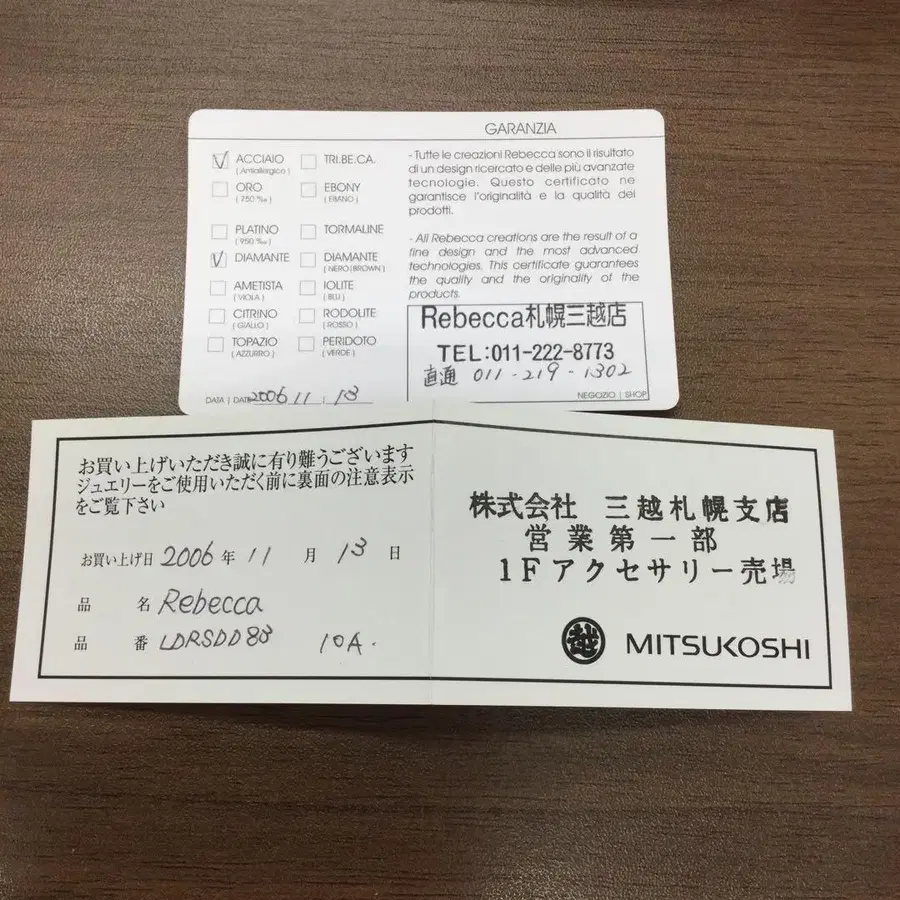 GARANZIA
ACCIAIO
( Antiallergico )
TRI.BE.CA.
ORO
( 750 ‰ )
EBONY
( EBANO )
PLATINO
( 950 ‰ )
TORMALINE
DIAMANTE
DIAMANTE
( NERO|BROWN )
AMETISTA
( VIOLA )
IOLITE
( BLU )
CITRINO
( GIALLO )
RODOLITE
( ROSSO )
TOPAZIO
( AZZURRO )
PERIDOTO
( VERDE )
DATA | DATE 2006 11 13
- Tutte le creazioni Rebecca sono il risultato
di un design ricercato e delle più avanzate
tecnologie. Questo certificato ne
garantisce l'originalità e la qualità dei
prodotti.
- All Rebecca creations are the result of a
fine design and the most advanced
technologies. This certificate guarantees
the quality and the originality of the
products.
Rebecca札幌三越店
TEL:011-222-8773
直通 011-219-1302
NEGOZIO | SHOP
お買い上げいただき誠に有り難うございます
ジュエリーをご使用いただく前に裏面の注意表示
をご覧下さい
お買い上げ日 2006 年 11 月 13 日
品 名 Rebecca
品 番 LDRSDD83 10A.
株式会社 三越札幌支店
営業第一部
1Fアクセサリー売場
越 MITSUKOSHI